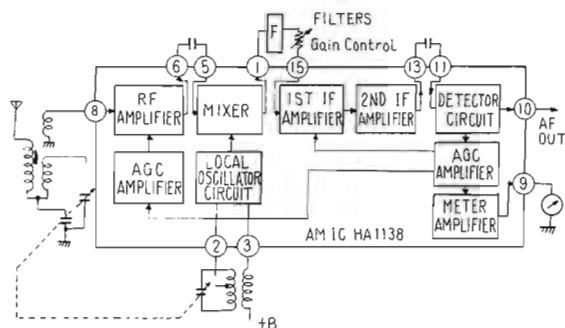 FILTERS
F
Gain Control
6
5
1
15
13
11
8
RF
AMPLIFIER
MIXER
1ST IF
AMPLIFIER
2ND IF
AMPLIFIER
DETECTOR
CIRCUIT
10
AF
OUT
AGC
AMPLIFIER
LOCAL
OSCILLATOR
CIRCUIT
AGC
AMPLIFIER
9
METER
AMPLIFIER
2
3
AM IC HA1138
+B